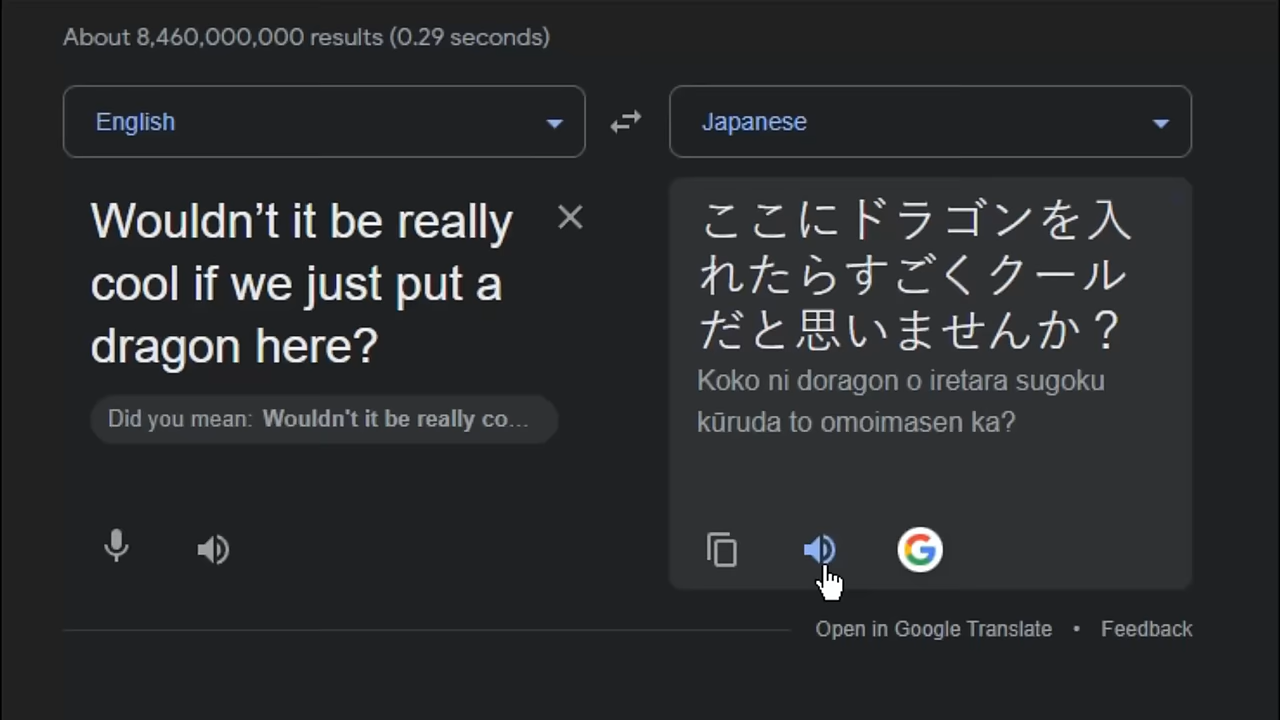 About 8,460,000,000 results (0.29 seconds)
English
Japanese
Wouldn’t it be really
cool if we just put a
dragon here?
Did you mean: Wouldn't it be really co...
ここにドラゴンを入
れたらすごくクール
だと思いませんか？
Koko ni doragon o iretara sugoku
kūruda to omoimasen ka?
Open in Google Translate • Feedback